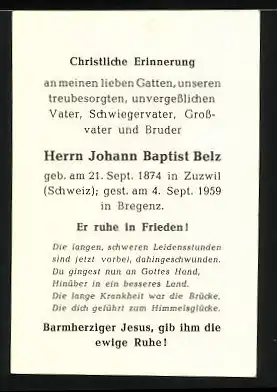 Christliche Erinnerung
an meinen lieben Gatten, unseren
treubesorgten, unvergeßlichen
Vater, Schwiegervater, Groß-
vater und Bruder
Herrn Johann Baptist Belz
geb. am 21. Sept. 1874 in Zuzwil
(Schweiz); gest. am 4. Sept. 1959
in Bregenz.
Er ruhe in Frieden!
Die langen, schweren Leidensstunden
sind jetzt vorbei, dahingeschwunden.
Du gingest nun an Gottes Hand,
Hinüber in ein besseres Land.
Die lange Krankheit war die Brücke,
Die dich geführt zum Himmelsglücke.
Barmherziger Jesus, gib ihm die
ewige Ruhe!